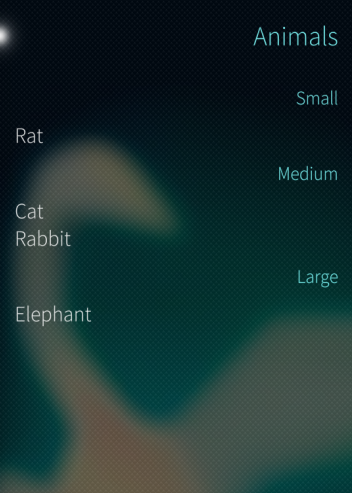 Animals
Small
Rat
Medium
Cat
Rabbit
Large
Elephant